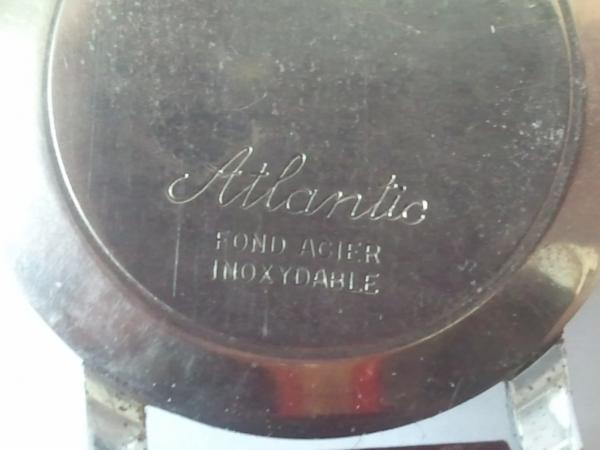 Atlantic
FOND ACIER
INOXYDABLE